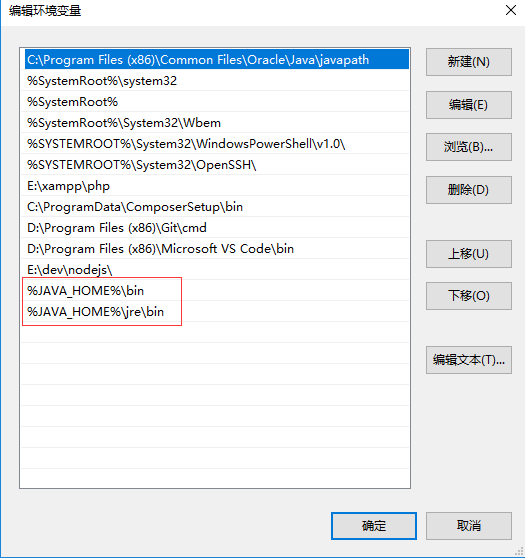 编辑环境变量
C:\Program Files (x86)\Common Files\Oracle\Java\javapath
%SystemRoot%\system32
%SystemRoot%
%SystemRoot%\System32\Wbem
%SYSTEMROOT%\System32\WindowsPowerShell\v1.0\
%SYSTEMROOT%\System32\OpenSSH\
E:\xampp\php
C:\ProgramData\ComposerSetup\bin
D:\Program Files (x86)\Git\cmd
D:\Program Files (x86)\Microsoft VS Code\bin
E:\dev\nodejs\
%JAVA_HOME%\bin
%JAVA_HOME%\jre\bin
新建(N)
编辑(E)
浏览(B)...
删除(D)
上移(U)
下移(O)
编辑文本(T)...
确定
取消